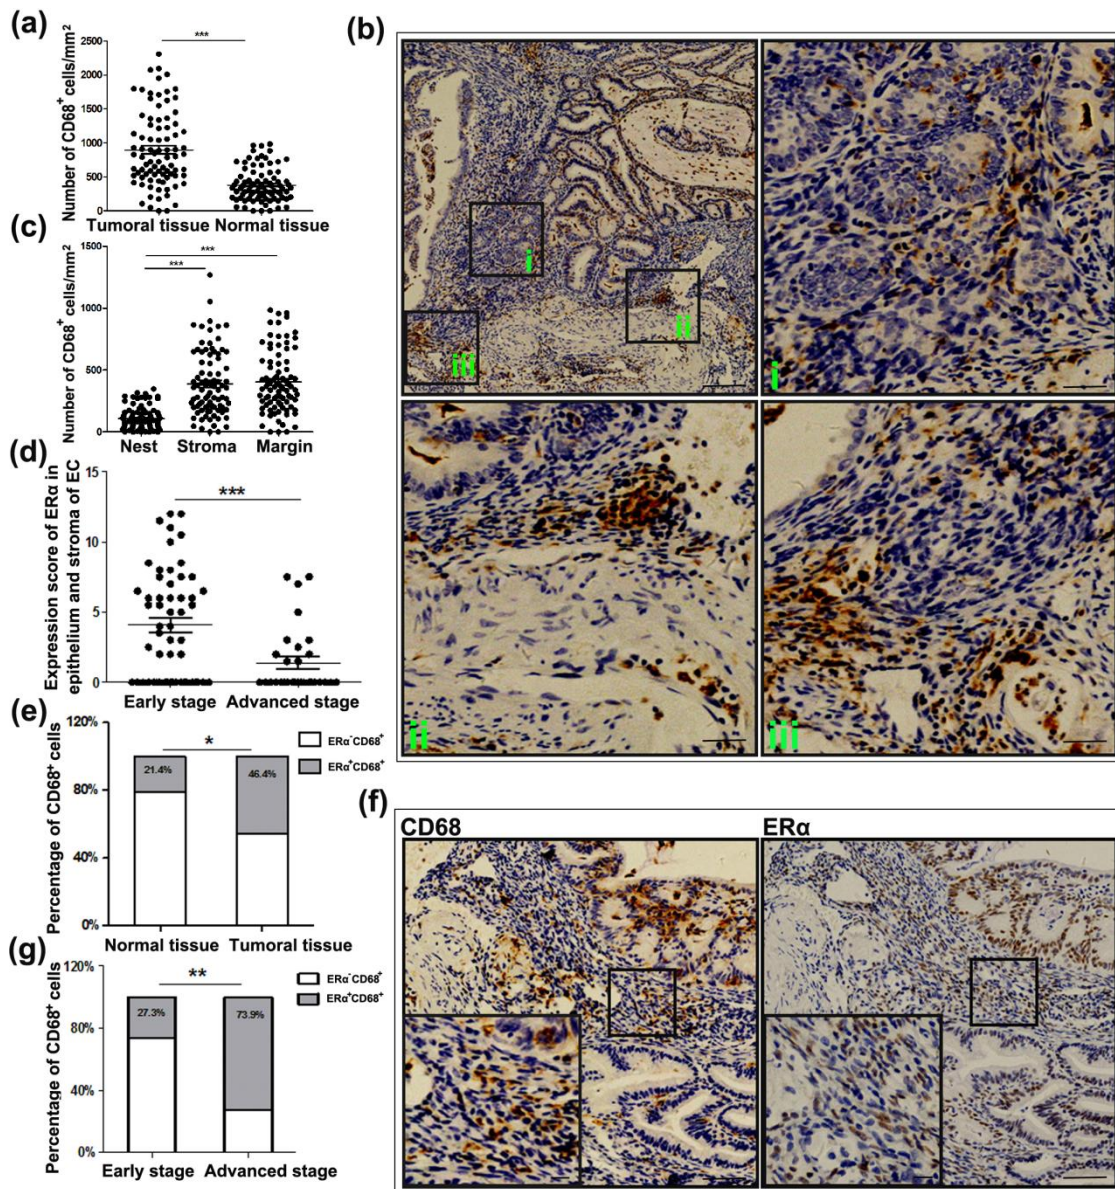 (a)
***
2500
2000
1500
1000
500
0
Number of CD68⁺ cells/mm²
Tumoral tissue Normal tissue
(b)
i
ii
iii
i
ii
iii
(c)
***
***
1500
1000
500
0
Number of CD68⁺ cells/mm²
Nest Stroma Margin
(d)
***
15
10
5
0
Expression score of ERα in
epithelium and stroma of EC
Early stage Advanced stage
(e)
*
120%
80%
40%
0%
Percentage of CD68⁺ cells
21.4% 46.4%
ERα⁻CD68⁺
ERα⁺CD68⁺
Normal tissue Tumoral tissue
(f)
CD68 ERα
(g)
**
120%
80%
40%
0%
Percentage of CD68⁺ cells
27.3% 73.9%
ERα⁻CD68⁺
ERα⁺CD68⁺
Early stage Advanced stage